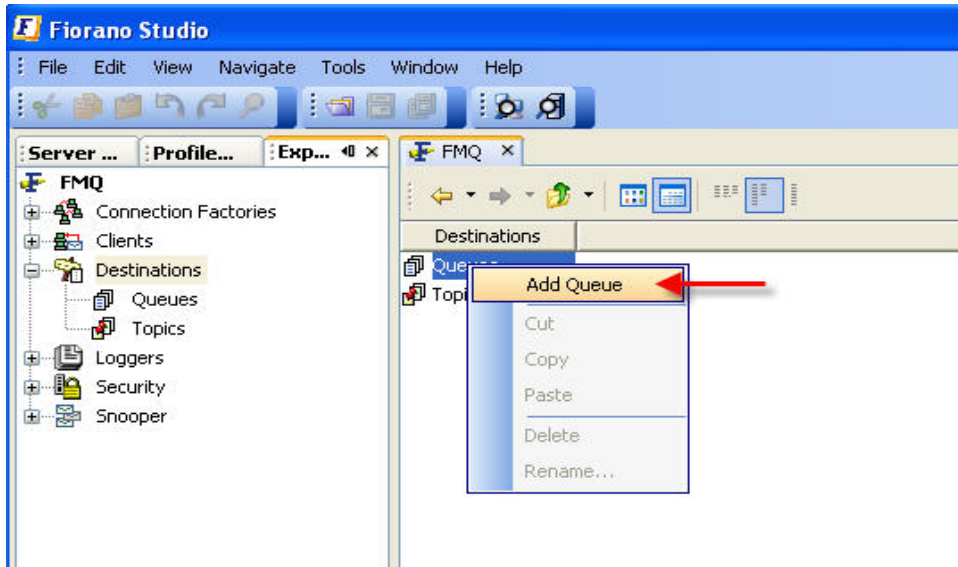 Fiorano Studio
File Edit View Navigate Tools Window Help
Server ... Profile... Exp...
FMQ
FMQ
Connection Factories
Clients
Destinations
Queues
Topics
Loggers
Security
Snooper
Destinations
Add Queue
Cut
Copy
Paste
Delete
Rename...